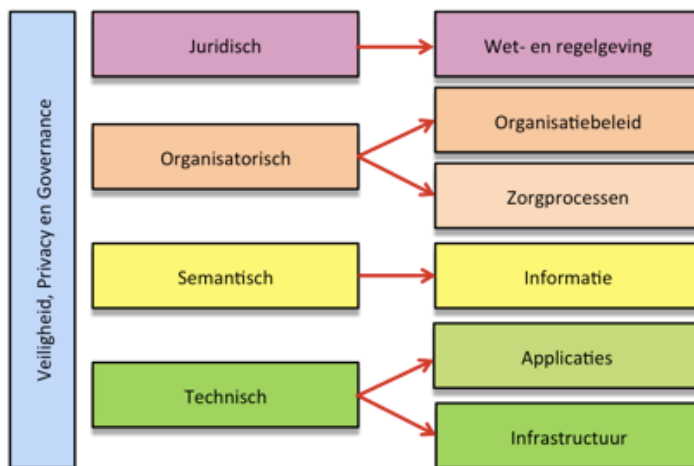 Veiligheid, Privacy en Governance
Juridisch
Wet- en regelgeving
Organisatorisch
Organisatiebeleid
Zorgprocessen
Semantisch
Informatie
Technisch
Applicaties
Infrastructuur